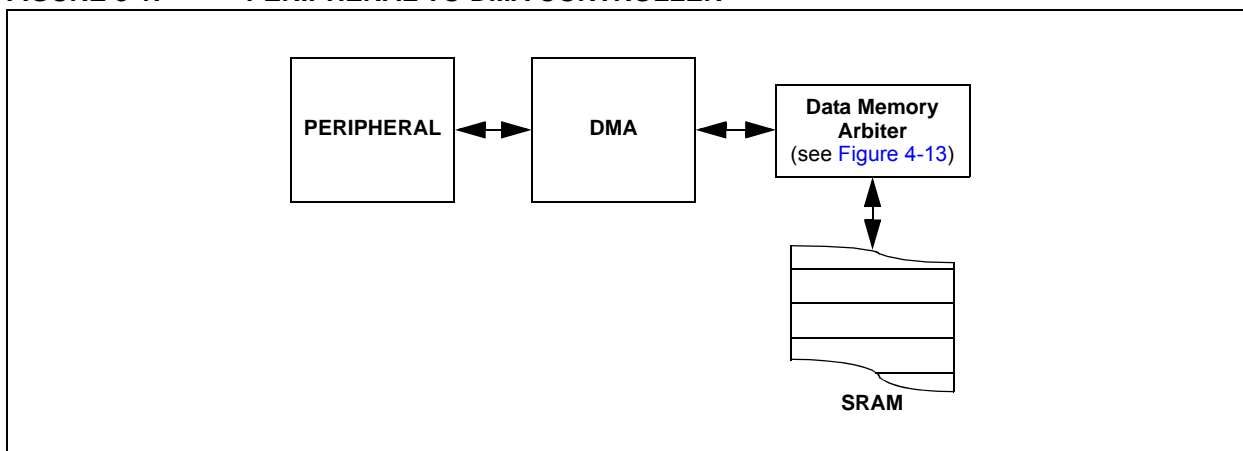 PERIPHERAL
DMA
Data Memory
Arbiter
(see Figure 4-13)
SRAM